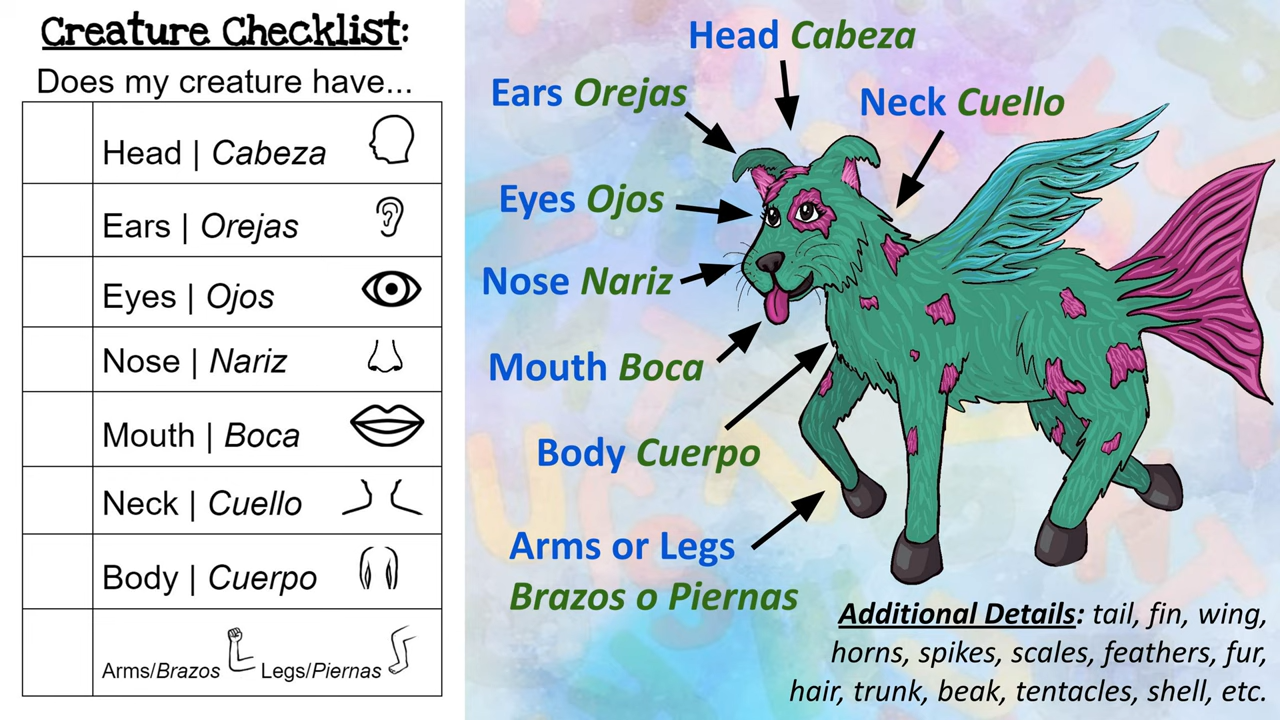 Creature Checklist:
Does my creature have...
Head | Cabeza
Ears | Orejas
Eyes | Ojos
Nose | Nariz
Mouth | Boca
Neck | Cuello
Body | Cuerpo
Arms/Brazos Legs/Piernas
Head Cabeza
Ears Orejas
Neck Cuello
Eyes Ojos
Nose Nariz
Mouth Boca
Body Cuerpo
Arms or Legs
Brazos o Piernas
Additional Details: tail, fin, wing,
horns, spikes, scales, feathers, fur,
hair, trunk, beak, tentacles, shell, etc.